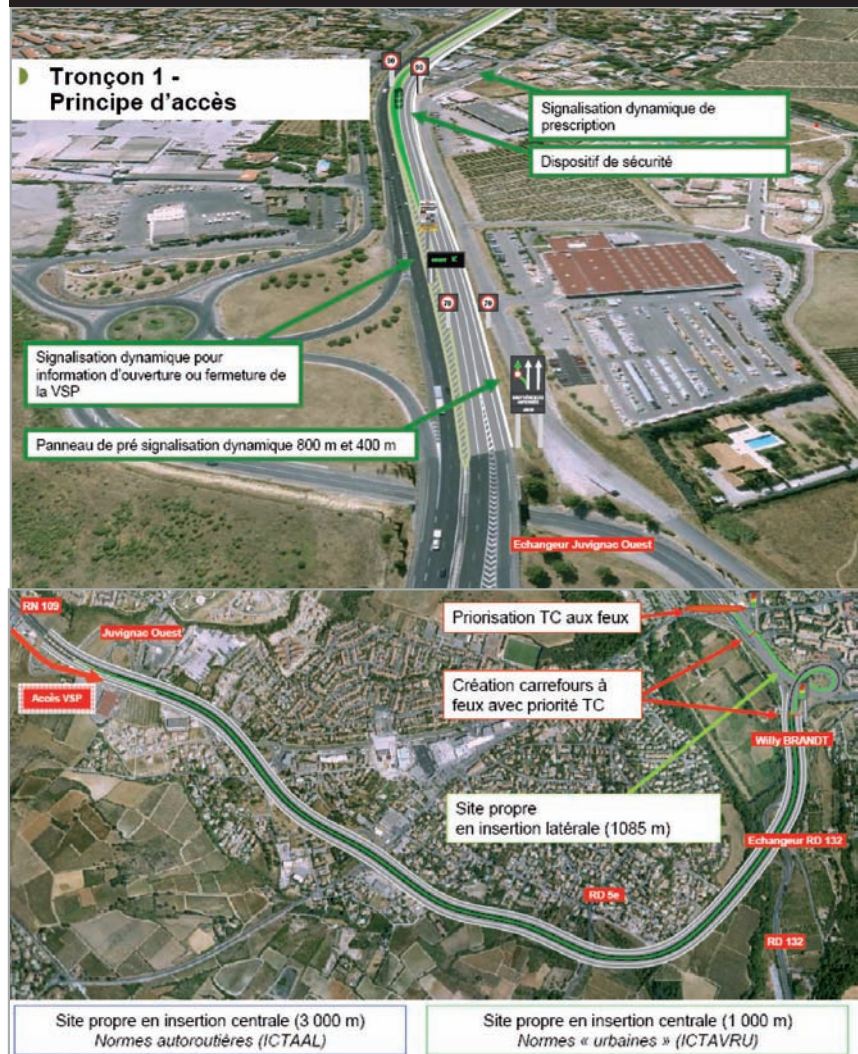 Tronçon 1 -
Principe d'accès
90
90
Signalisation dynamique de
prescription
Dispositif de sécurité
70
70
Signalisation dynamique pour
information d'ouverture ou fermeture de
la VSP
Panneau de pré signalisation dynamique 800 m et 400 m
Echangeur Juvignac Ouest
RN 109
Juvignac Ouest
Accès VSP
Priorisation TC aux feux
Création carrefours à
feux avec priorité TC
Willy BRANDT
Site propre
en insertion latérale (1085 m)
Echangeur RD 132
RD 5e
RD 132
Site propre en insertion centrale (3 000 m)
Normes autoroutières (ICTAAL)
Site propre en insertion centrale (1 000 m)
Normes « urbaines » (ICTAVRU)